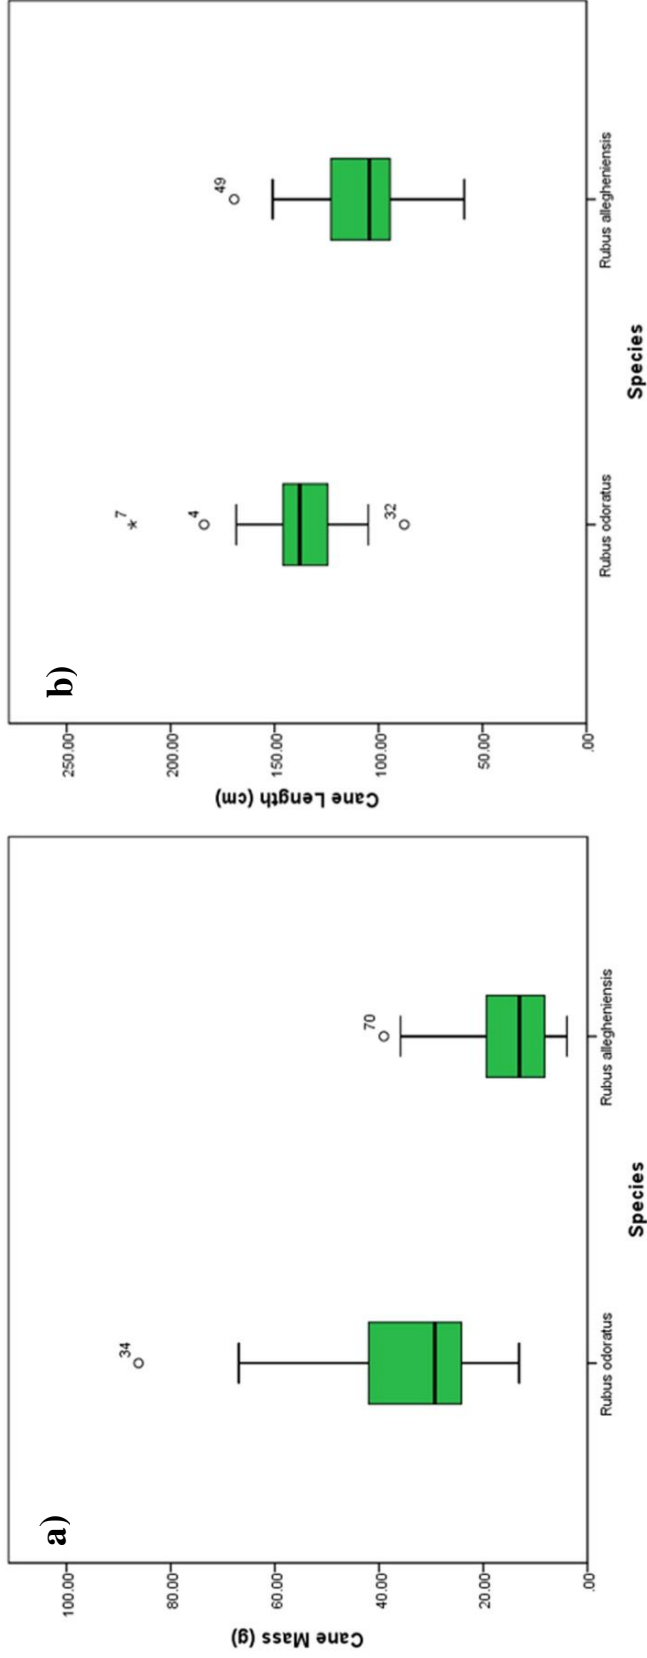 a)
Cane Mass (g)
100.00
80.00
60.00
40.00
20.00
.00
34
70
Rubus odoratus
Rubus allegheniensis
Species
b)
Cane Length (cm)
250.00
200.00
150.00
100.00
50.00
.00
7
4
32
49
Rubus odoratus
Rubus allegheniensis
Species